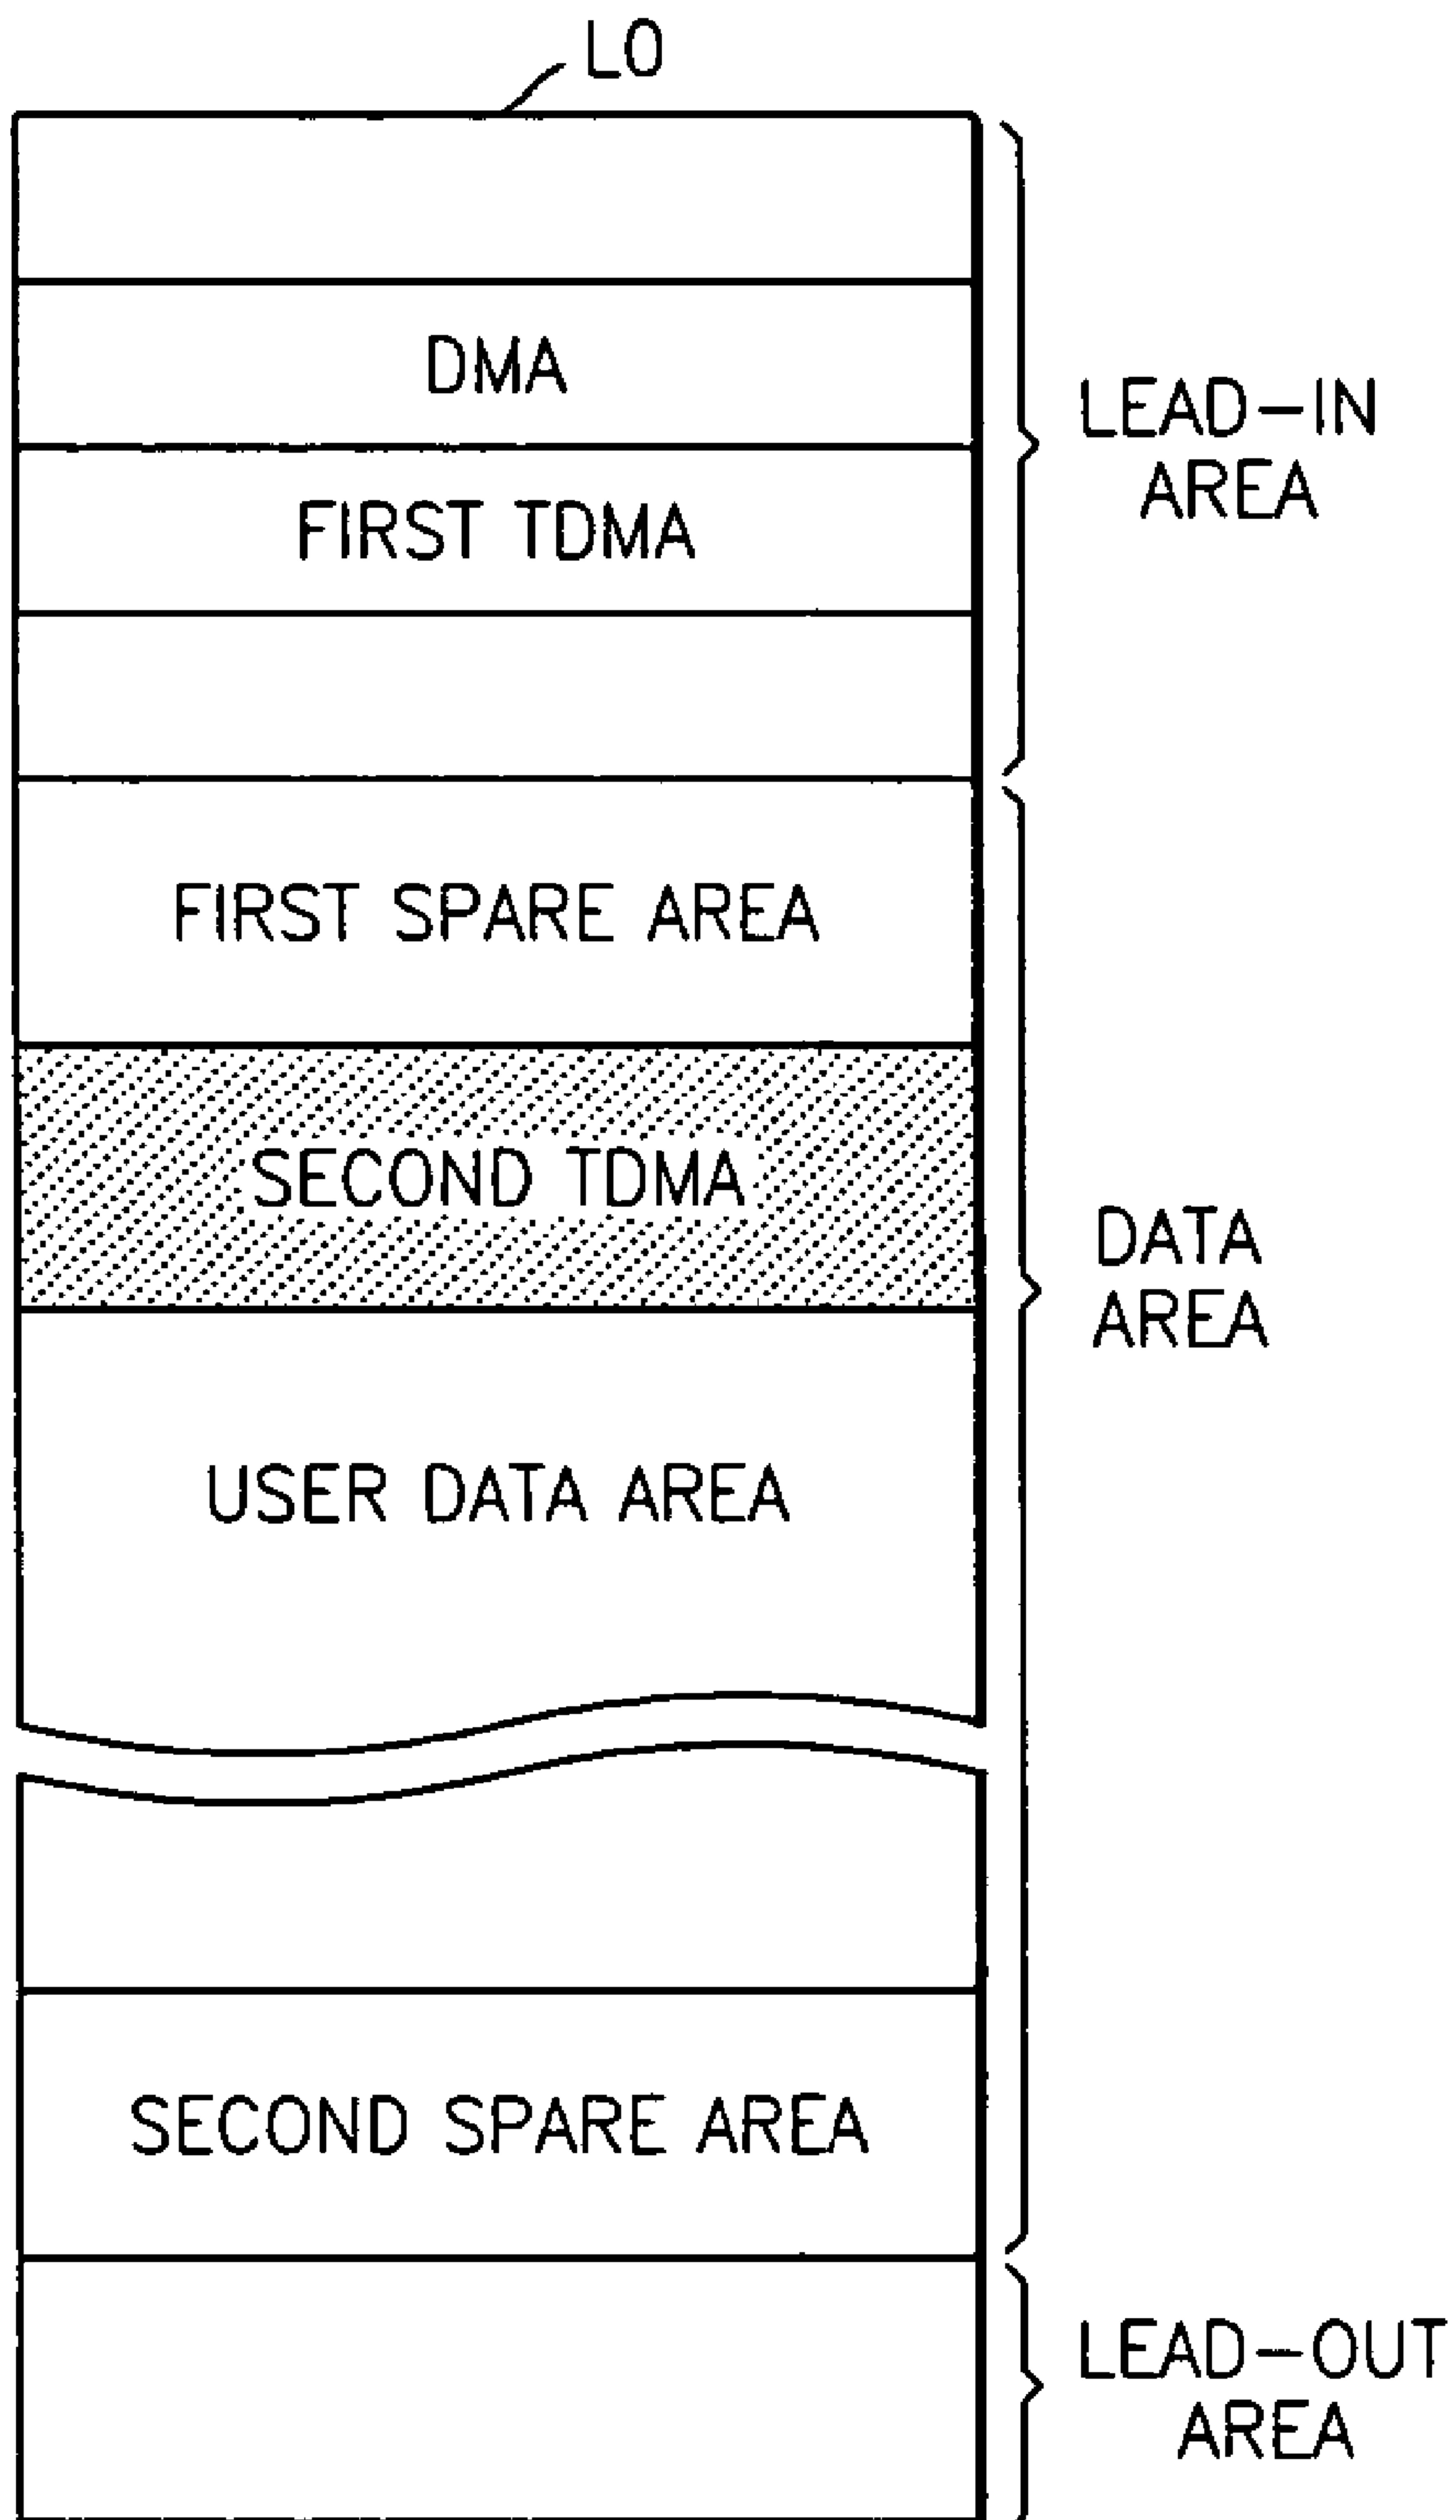 LO
DMA
LEAD-IN
AREA
FIRST TDMA
FIRST SPARE AREA
SECOND TDMA
DATA
AREA
USER DATA AREA
SECOND SPARE AREA
LEAD-OUT
AREA